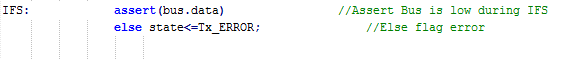 IFS: assert(bus.data) //Assert Bus is low during IFS
else state<=Tx_ERROR; //Else flag error